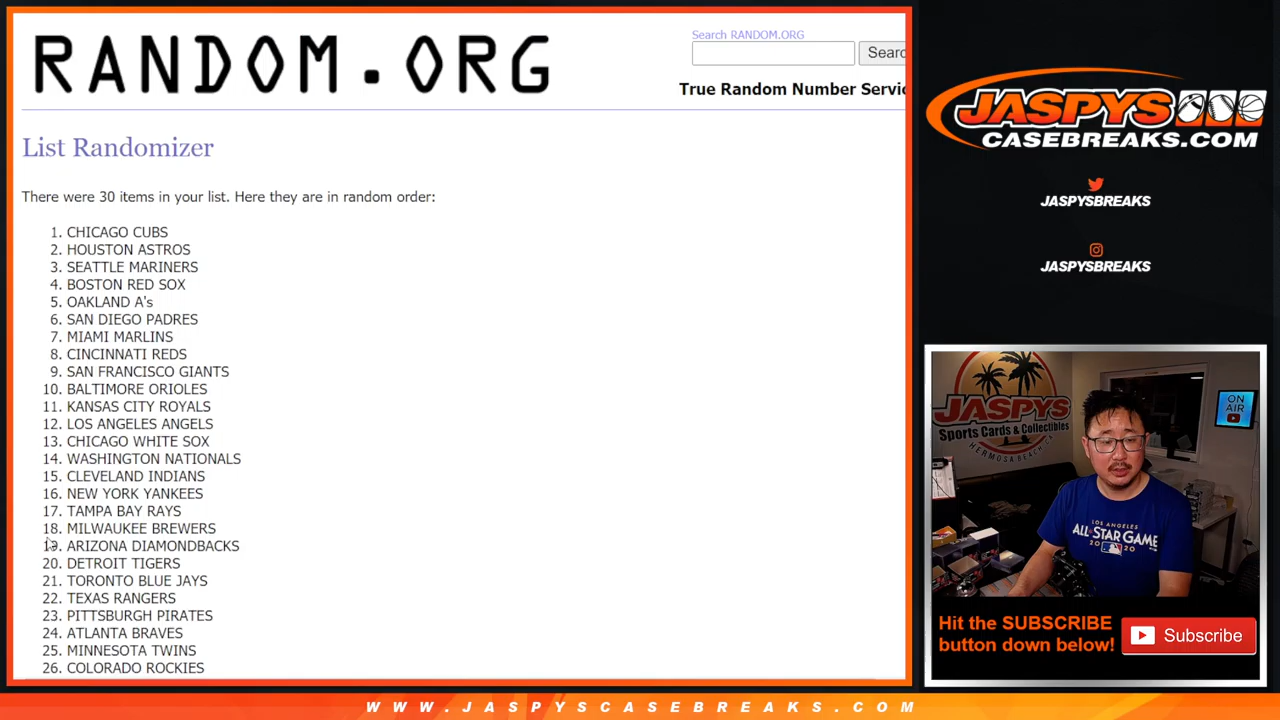 RANDOM.ORG
Search RANDOM.ORG
Searc
True Random Number Servic
List Randomizer
There were 30 items in your list. Here they are in random order:
1. CHICAGO CUBS
2. HOUSTON ASTROS
3. SEATTLE MARINERS
4. BOSTON RED SOX
5. OAKLAND A's
6. SAN DIEGO PADRES
7. MIAMI MARLINS
8. CINCINNATI REDS
9. SAN FRANCISCO GIANTS
10. BALTIMORE ORIOLES
11. KANSAS CITY ROYALS
12. LOS ANGELES ANGELS
13. CHICAGO WHITE SOX
14. WASHINGTON NATIONALS
15. CLEVELAND INDIANS
16. NEW YORK YANKEES
17. TAMPA BAY RAYS
18. MILWAUKEE BREWERS
19. ARIZONA DIAMONDBACKS
20. DETROIT TIGERS
21. TORONTO BLUE JAYS
22. TEXAS RANGERS
23. PITTSBURGH PIRATES
24. ATLANTA BRAVES
25. MINNESOTA TWINS
26. COLORADO ROCKIES
JASPYS
CASEBREAKS.COM
JASPYSBREAKS
JASPYSBREAKS
JASPYS
Sports Cards & Collectibles
HERMOSA BEACH, CA
ON
AIR
LOS ANGELES
ALL★STAR GAME
2020
Hit the SUBSCRIBE
button down below!
Subscribe
WWW.JASPYSCASEBREAKS.COM